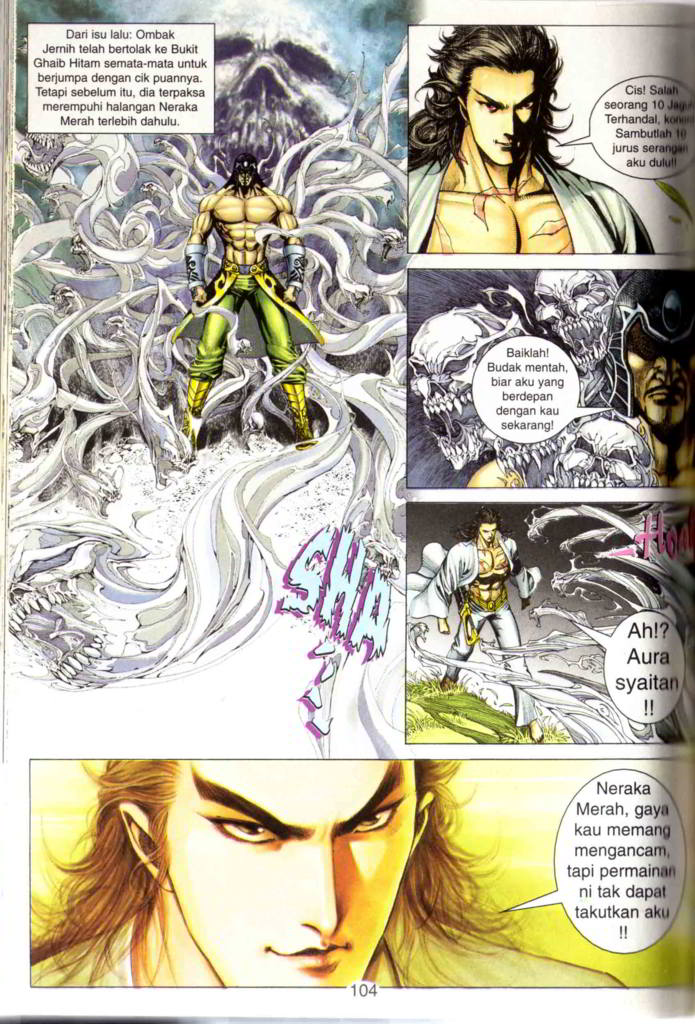 Dari isu lalu: Ombak
Jernih telah bertolak ke Bukit
Ghaib Hitam semata-mata untuk
berjumpa dengan cik puannya.
Tetapi sebelum itu, dia terpaksa
merempuhi halangan Neraka
Merah terlebih dahulu.
Cis! Salah
seorang 10 Jaguh
Terhandal,
Sambutlah 10
jurus serangan
aku dulu!!
Baiklah!
Budak mentah,
biar aku yang
berdepan
dengan kau
sekarang!
SHA
Ah!?
Aura
syaitan
!!
Neraka
Merah, gaya
kau memang
mengancam,
tapi permainan
ni tak dapat
takutkan aku
!!
104